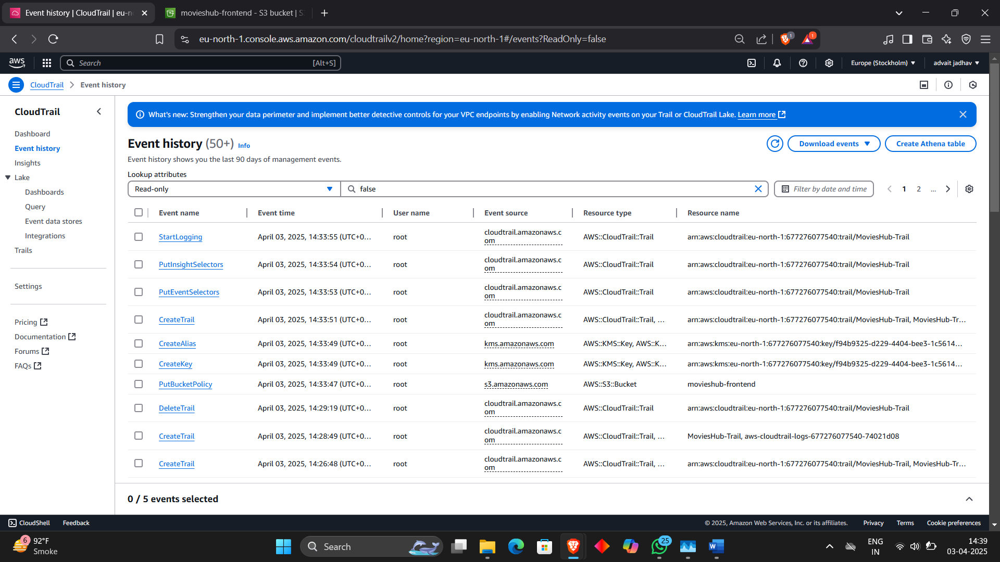 Event history | CloudTrail | eu-n
movieshub-frontend - S3 bucket | S
eu-north-1.console.aws.amazon.com/cloudtrailv2/home?region=eu-north-1#/events?ReadOnly=false
1
1
aws
Search
[Alt+S]
Europe (Stockholm)
advait jadhav
CloudTrail
Event history
CloudTrail
Dashboard
Event history
Insights
Lake
Dashboards
Query
Event data stores
Integrations
Trails
Settings
Pricing
Documentation
Forums
FAQs
What's new: Strengthen your data perimeter and implement better detective controls for your VPC endpoints by enabling Network activity events on your Trail or CloudTrail Lake. Learn more
Event history (50+) Info
Download events
Create Athena table
Event history shows you the last 90 days of management events.
Lookup attributes
Read-only
false
Filter by date and time
1 2 ...
Event name Event time User name Event source Resource type Resource name
StartLogging April 03, 2025, 14:33:55 (UTC+0... root cloudtrail.amazonaws.c
om AWS::CloudTrail::Trail arn:aws:cloudtrail:eu-north-1:677276077540:trail/MoviesHub-Trail
PutInsightSelectors April 03, 2025, 14:33:54 (UTC+0... root cloudtrail.amazonaws.c
om AWS::CloudTrail::Trail arn:aws:cloudtrail:eu-north-1:677276077540:trail/MoviesHub-Trail
PutEventSelectors April 03, 2025, 14:33:53 (UTC+0... root cloudtrail.amazonaws.c
om AWS::CloudTrail::Trail arn:aws:cloudtrail:eu-north-1:677276077540:trail/MoviesHub-Trail
CreateTrail April 03, 2025, 14:33:51 (UTC+0... root cloudtrail.amazonaws.c
om AWS::CloudTrail::Trail, ... arn:aws:cloudtrail:eu-north-1:677276077540:trail/MoviesHub-Trail, MoviesHub-Tr...
CreateAlias April 03, 2025, 14:33:49 (UTC+0... root kms.amazonaws.com AWS::KMS::Key, AWS::K... arn:aws:kms:eu-north-1:677276077540:key/f94b9325-d229-4404-bee3-1c5614...
CreateKey April 03, 2025, 14:33:49 (UTC+0... root kms.amazonaws.com AWS::KMS::Key, AWS::K... arn:aws:kms:eu-north-1:677276077540:key/f94b9325-d229-4404-bee3-1c5614...
PutBucketPolicy April 03, 2025, 14:33:47 (UTC+0... root s3.amazonaws.com AWS::S3::Bucket movieshub-frontend
DeleteTrail April 03, 2025, 14:29:19 (UTC+0... root cloudtrail.amazonaws.c
om AWS::CloudTrail::Trail arn:aws:cloudtrail:eu-north-1:677276077540:trail/MoviesHub-Trail
CreateTrail April 03, 2025, 14:28:49 (UTC+0... root cloudtrail.amazonaws.c
om AWS::CloudTrail::Trail, ... MoviesHub-Trail, aws-cloudtrail-logs-677276077540-74021d08
CreateTrail April 03, 2025, 14:26:48 (UTC+0... root cloudtrail.amazonaws.c
om AWS::CloudTrail::Trail, ... arn:aws:cloudtrail:eu-north-1:677276077540:trail/MoviesHub-Trail, MoviesHub-Tr...
0 / 5 events selected
CloudShell Feedback
© 2025, Amazon Web Services, Inc. or its affiliates. Privacy Terms Cookie preferences
6
92°F
Smoke
Search
25
W
ENG
IN
14:39
03-04-2025